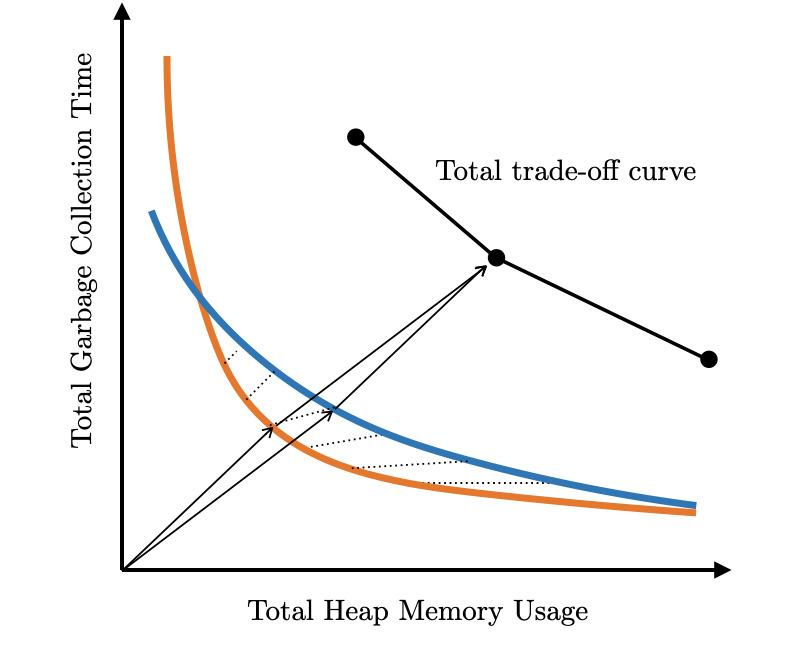 Total Garbage Collection Time
Total trade-off curve
Total Heap Memory Usage